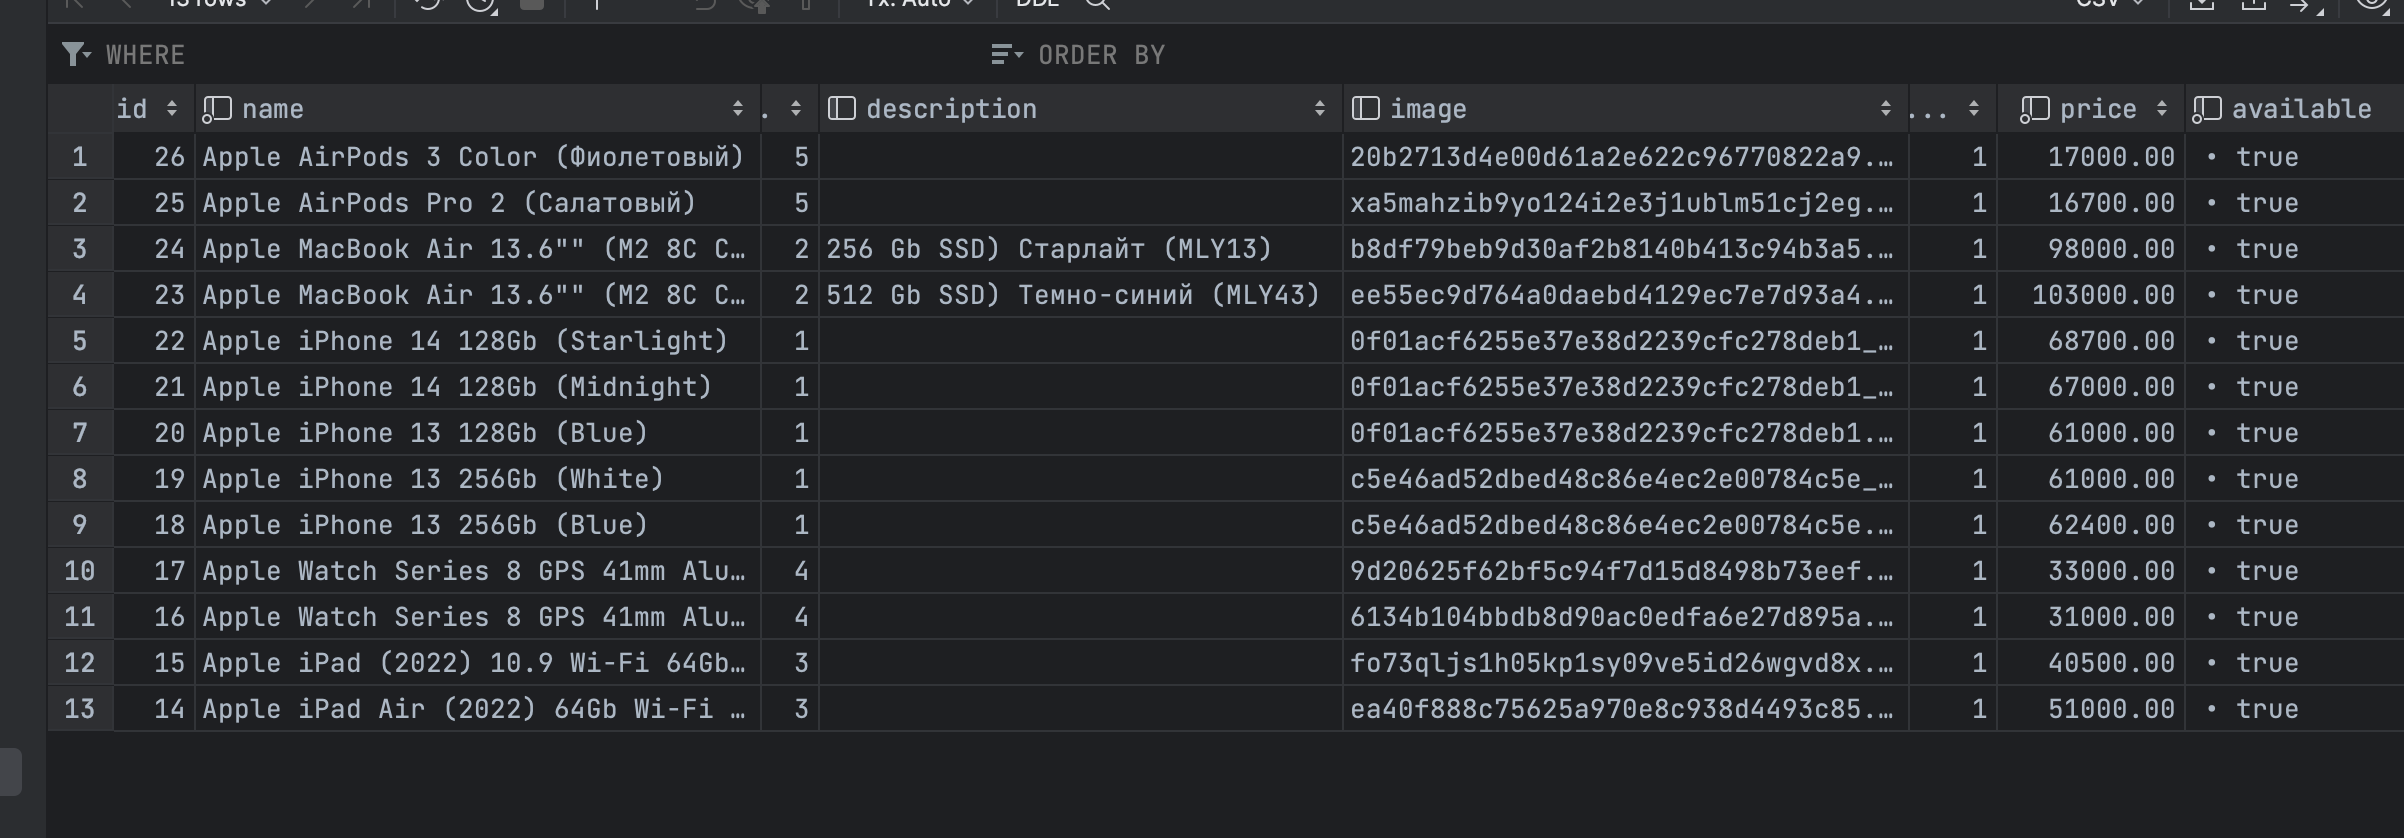 13 rows Tx: Auto DDL CSV
WHERE ORDER BY
id name . description image ... price available
1 26 Apple AirPods 3 Color (Фиолетовый) 5 20b2713d4e00d61a2e622c96770822a9.… 1 17000.00 • true
2 25 Apple AirPods Pro 2 (Салатовый) 5 xa5mahzib9yo124i2e3j1ublm51cj2eg.… 1 16700.00 • true
3 24 Apple MacBook Air 13.6"" (M2 8C C… 2 256 Gb SSD) Старлайт (MLY13) b8df79beb9d30af2b8140b413c94b3a5.… 1 98000.00 • true
4 23 Apple MacBook Air 13.6"" (M2 8C C… 2 512 Gb SSD) Темно-синий (MLY43) ee55ec9d764a0daebd4129ec7e7d93a4.… 1 103000.00 • true
5 22 Apple iPhone 14 128Gb (Starlight) 1 0f01acf6255e37e38d2239cfc278deb1_… 1 68700.00 • true
6 21 Apple iPhone 14 128Gb (Midnight) 1 0f01acf6255e37e38d2239cfc278deb1_… 1 67000.00 • true
7 20 Apple iPhone 13 128Gb (Blue) 1 0f01acf6255e37e38d2239cfc278deb1.… 1 61000.00 • true
8 19 Apple iPhone 13 256Gb (White) 1 c5e46ad52dbed48c86e4ec2e00784c5e_… 1 61000.00 • true
9 18 Apple iPhone 13 256Gb (Blue) 1 c5e46ad52dbed48c86e4ec2e00784c5e.… 1 62400.00 • true
10 17 Apple Watch Series 8 GPS 41mm Alu… 4 9d20625f62bf5c94f7d15d8498b73eef.… 1 33000.00 • true
11 16 Apple Watch Series 8 GPS 41mm Alu… 4 6134b104bbdb8d90ac0edfa6e27d895a.… 1 31000.00 • true
12 15 Apple iPad (2022) 10.9 Wi-Fi 64Gb… 3 fo73qljs1h05kp1sy09ve5id26wgvd8x.… 1 40500.00 • true
13 14 Apple iPad Air (2022) 64Gb Wi-Fi … 3 ea40f888c75625a970e8c938d4493c85.… 1 51000.00 • true